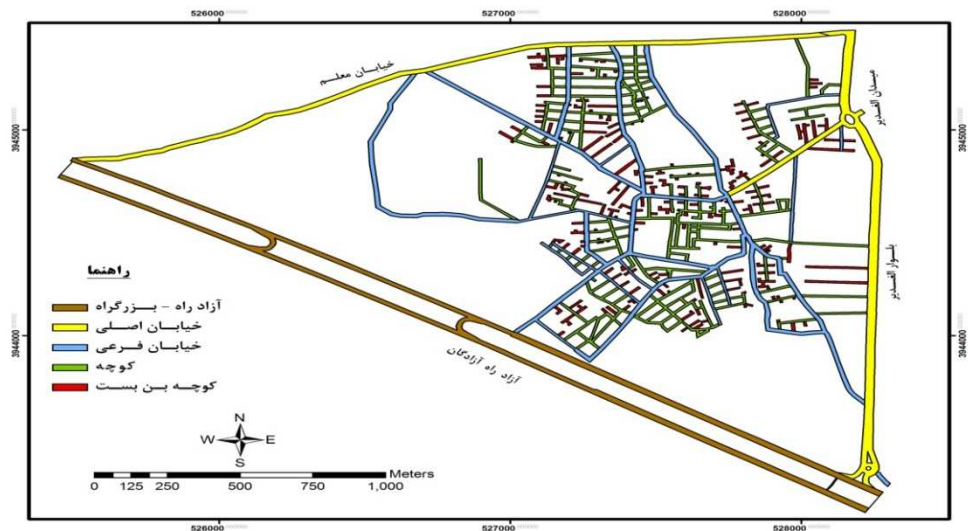 526000 527000 528000
خیابان معلم
میدان الغدیر
3945000 3945000
بلوار الغدیر
راهنما
آزاد راه - بزرگراه
خیابان اصلی
خیابان فرعی
کوچه
کوچه بن بست
3944000 3944000
آزاد راه آزادگان
N
W E
S
Meters
0 125 250 500 750 1,000
526000 527000 528000